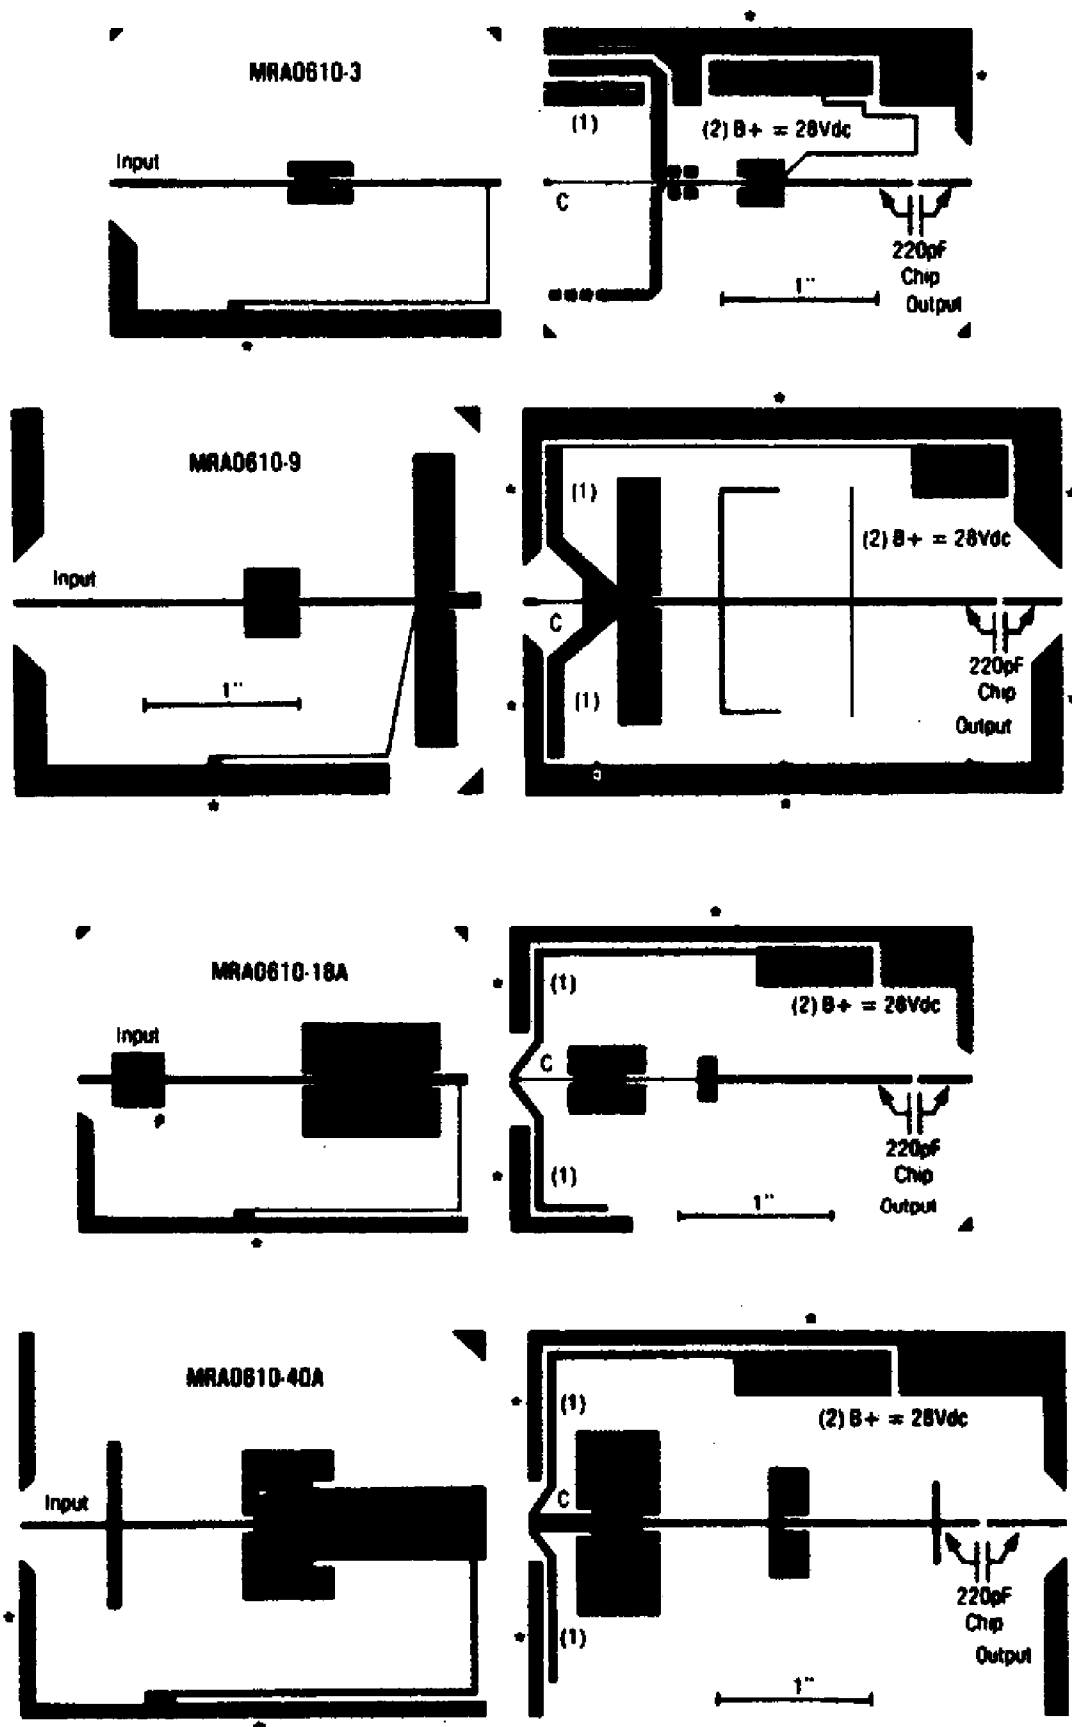 MRA0610-3
Input
(1)
(2) B+ = 28Vdc
C
220pF
Chip
Output
1"
MRA0610-9
Input
1"
(1)
(2) B+ = 28Vdc
C
(1)
220pF
Chip
Output
MRA0610-18A
Input
(1)
(2) B+ = 28Vdc
C
(1)
220pF
Chip
Output
1"
MRA0610-40A
Input
(1)
(2) B+ = 28Vdc
C
(1)
220pF
Chip
Output
1"